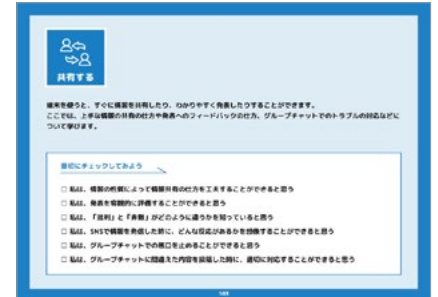 共有する
端末を使うと、すぐに情報を共有したり、わかりやすく発表したりすることができます。
ここでは、上手な情報の共有の仕方や発表へのフィードバックの仕方、グループチャットでのトラブルの対応などに
ついて学びます。
最初にチェックしてみよう
□ 私は、情報の性質によって情報共有の仕方を工夫することができると思う
□ 私は、発表を客観的に評価することができると思う
□ 私は、「批判」と「非難」がどのように違うかを知っていると思う
□ 私は、SNSで情報を発信した時に、どんな反応があるかを想像することができると思う
□ 私は、グループチャットでの悪口を止めることができると思う
□ 私は、グループチャットに間違えた内容を投稿した時に、適切に対応することができると思う